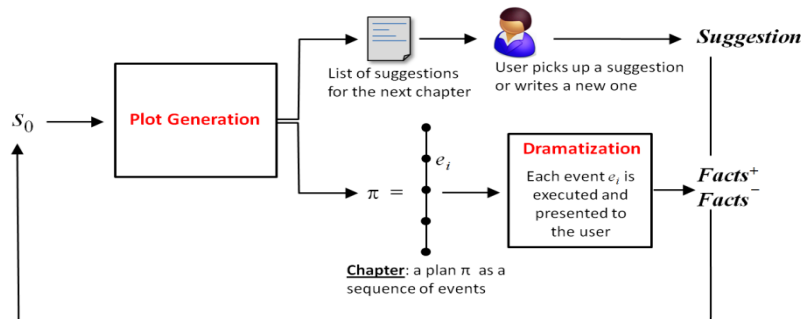 List of suggestions
for the next chapter
User picks up a suggestion
or writes a new one
Suggestion
s₀
Plot Generation
π =
eᵢ
Dramatization
Each event eᵢ is
executed and
presented to
the user
Facts⁺
Facts⁻
Chapter: a plan π as a
sequence of events